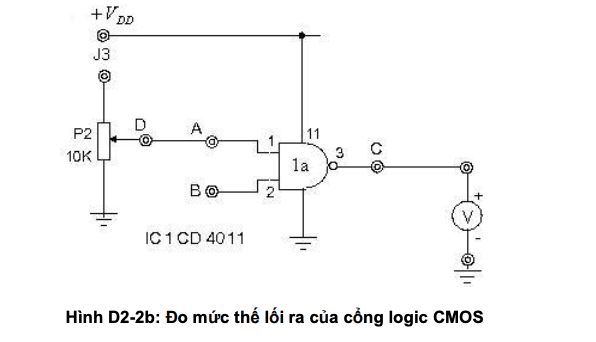 +V_DD
J3
P2
10K
D
A
B
1
2
11
1a
3
C
+
V
-
IC 1 CD 4011
Hình D2-2b: Đo mức thế lối ra của cổng logic CMOS